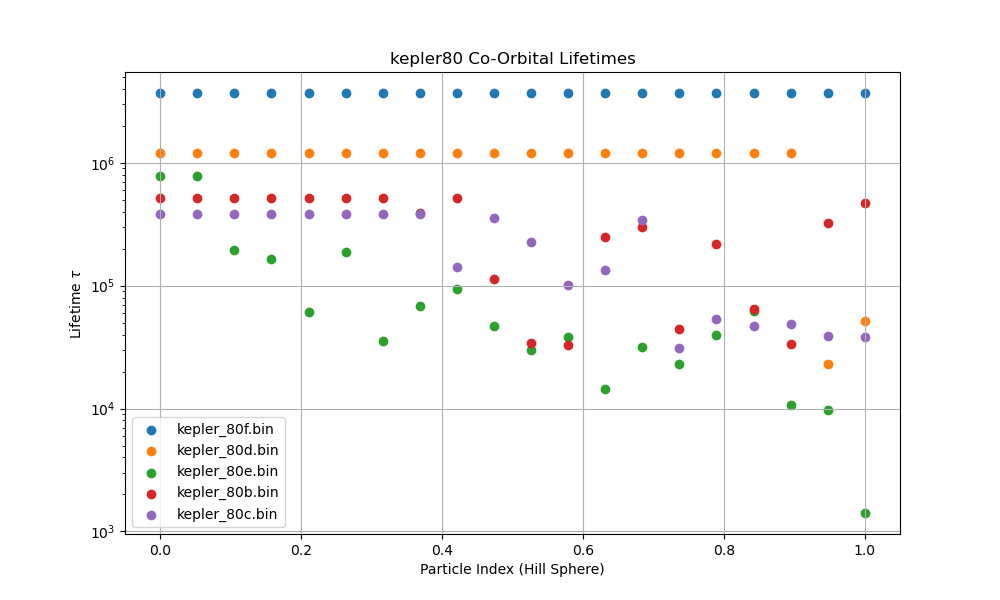 kepler80 Co-Orbital Lifetimes
Lifetime τ
10^6
10^5
10^4
10^3
kepler_80f.bin
kepler_80d.bin
kepler_80e.bin
kepler_80b.bin
kepler_80c.bin
0.0 0.2 0.4 0.6 0.8 1.0
Particle Index (Hill Sphere)